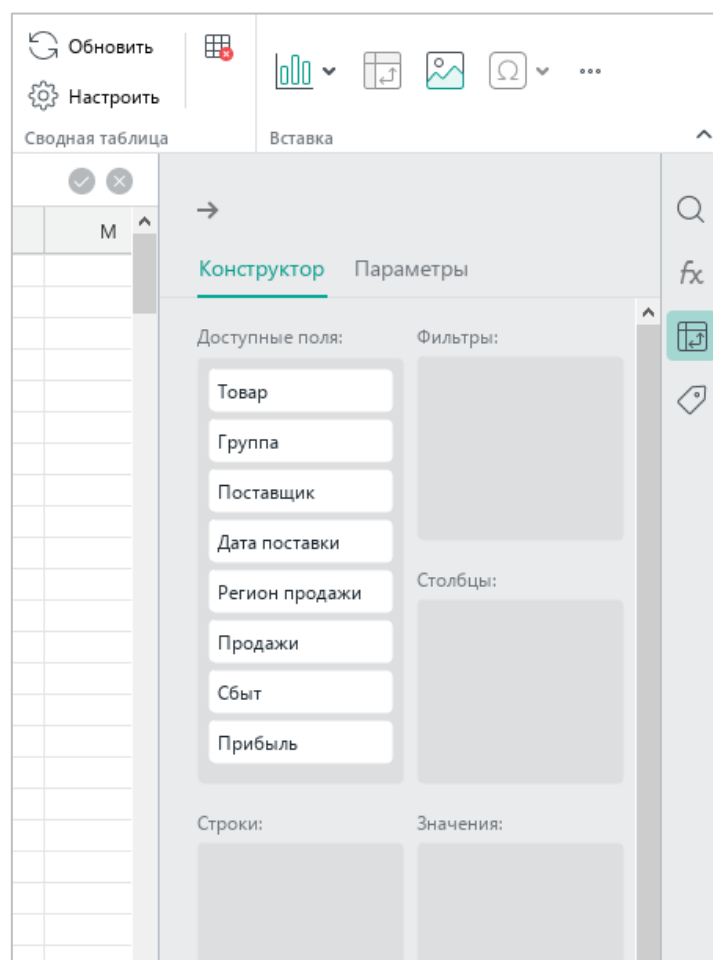 Обновить
Настроить
Сводная таблица
Вставка
M
fx
Конструктор Параметры
Доступные поля:
Товар
Группа
Поставщик
Дата поставки
Регион продажи
Продажи
Сбыт
Прибыль
Фильтры:
Столбцы:
Строки:
Значения: